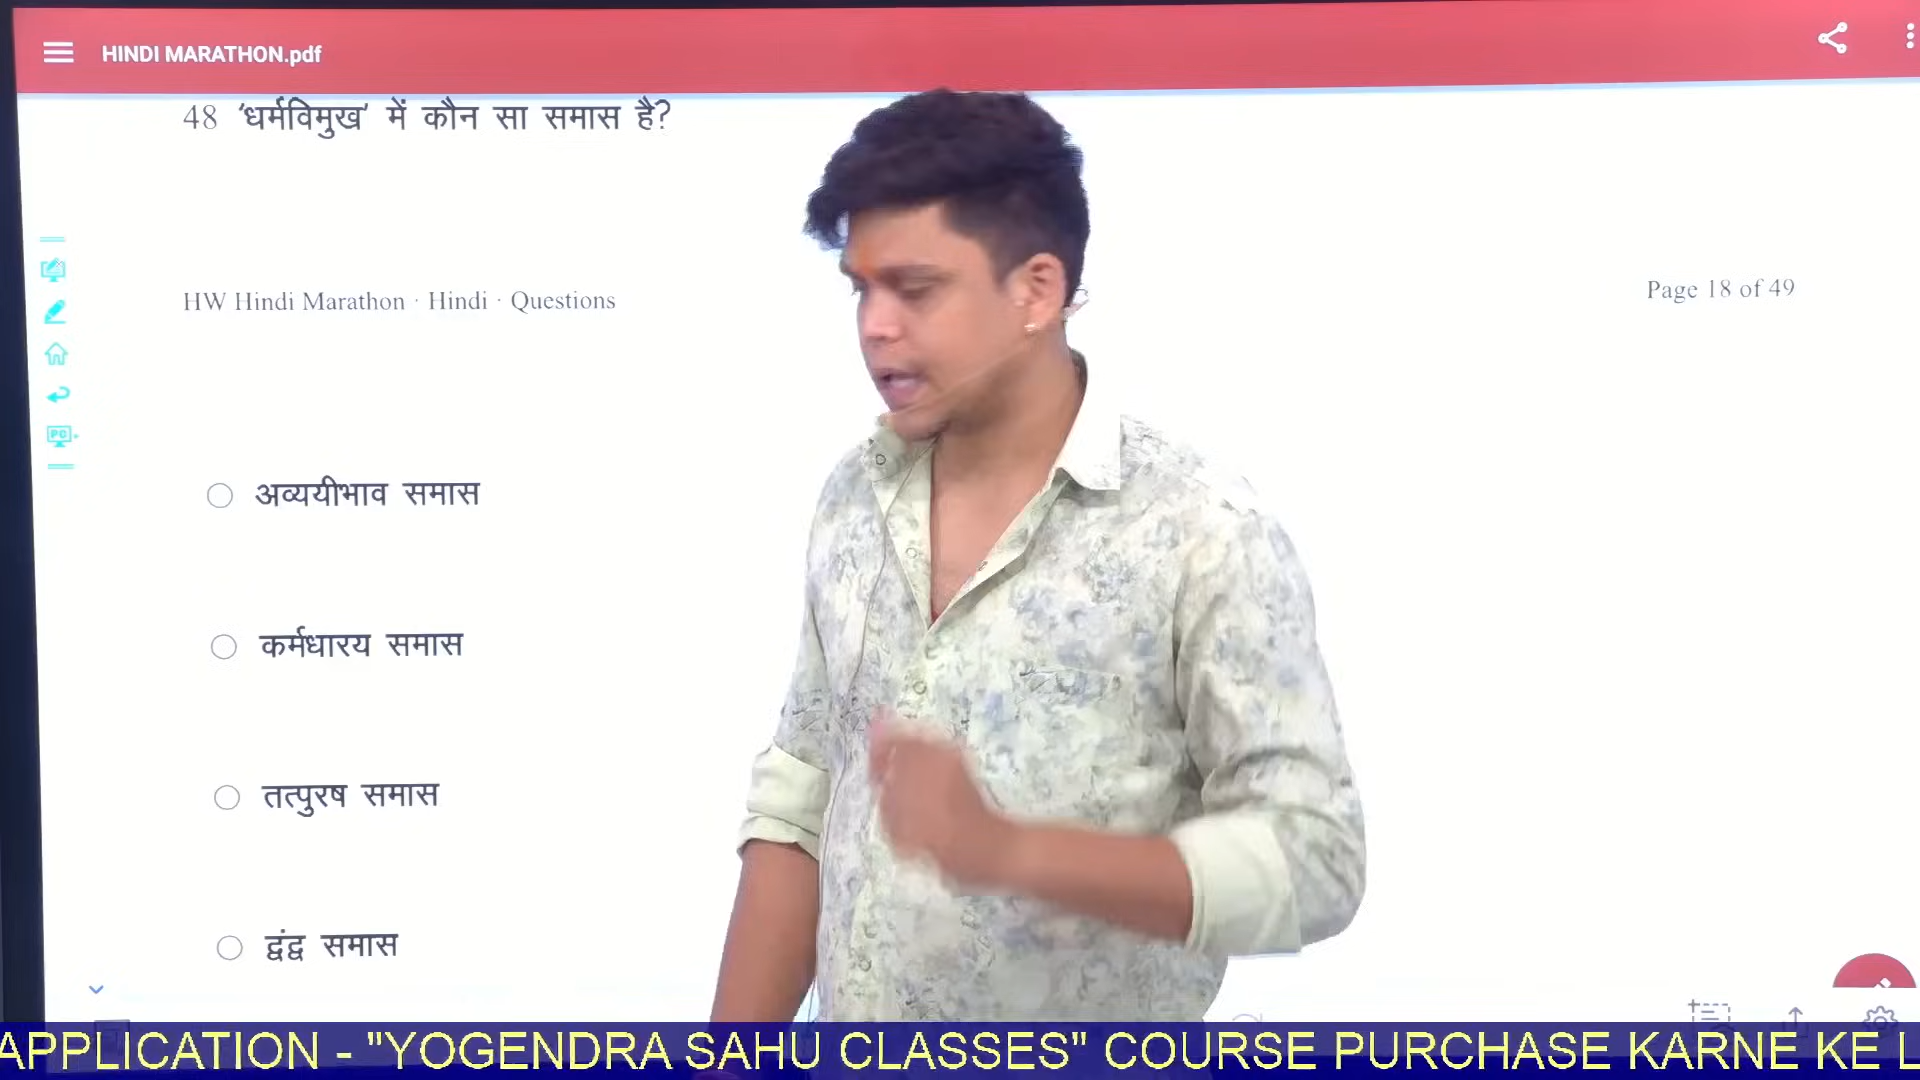 HINDI MARATHON.pdf
48 'धर्मविमुख' में कौन सा समास है?
HW Hindi Marathon · Hindi · Questions
Page 18 of 49
PC
अव्ययीभाव समास
कर्मधारय समास
तत्पुरष समास
द्वंद्व समास
APPLICATION - "YOGENDRA SAHU CLASSES" COURSE PURCHASE KARNE KE L